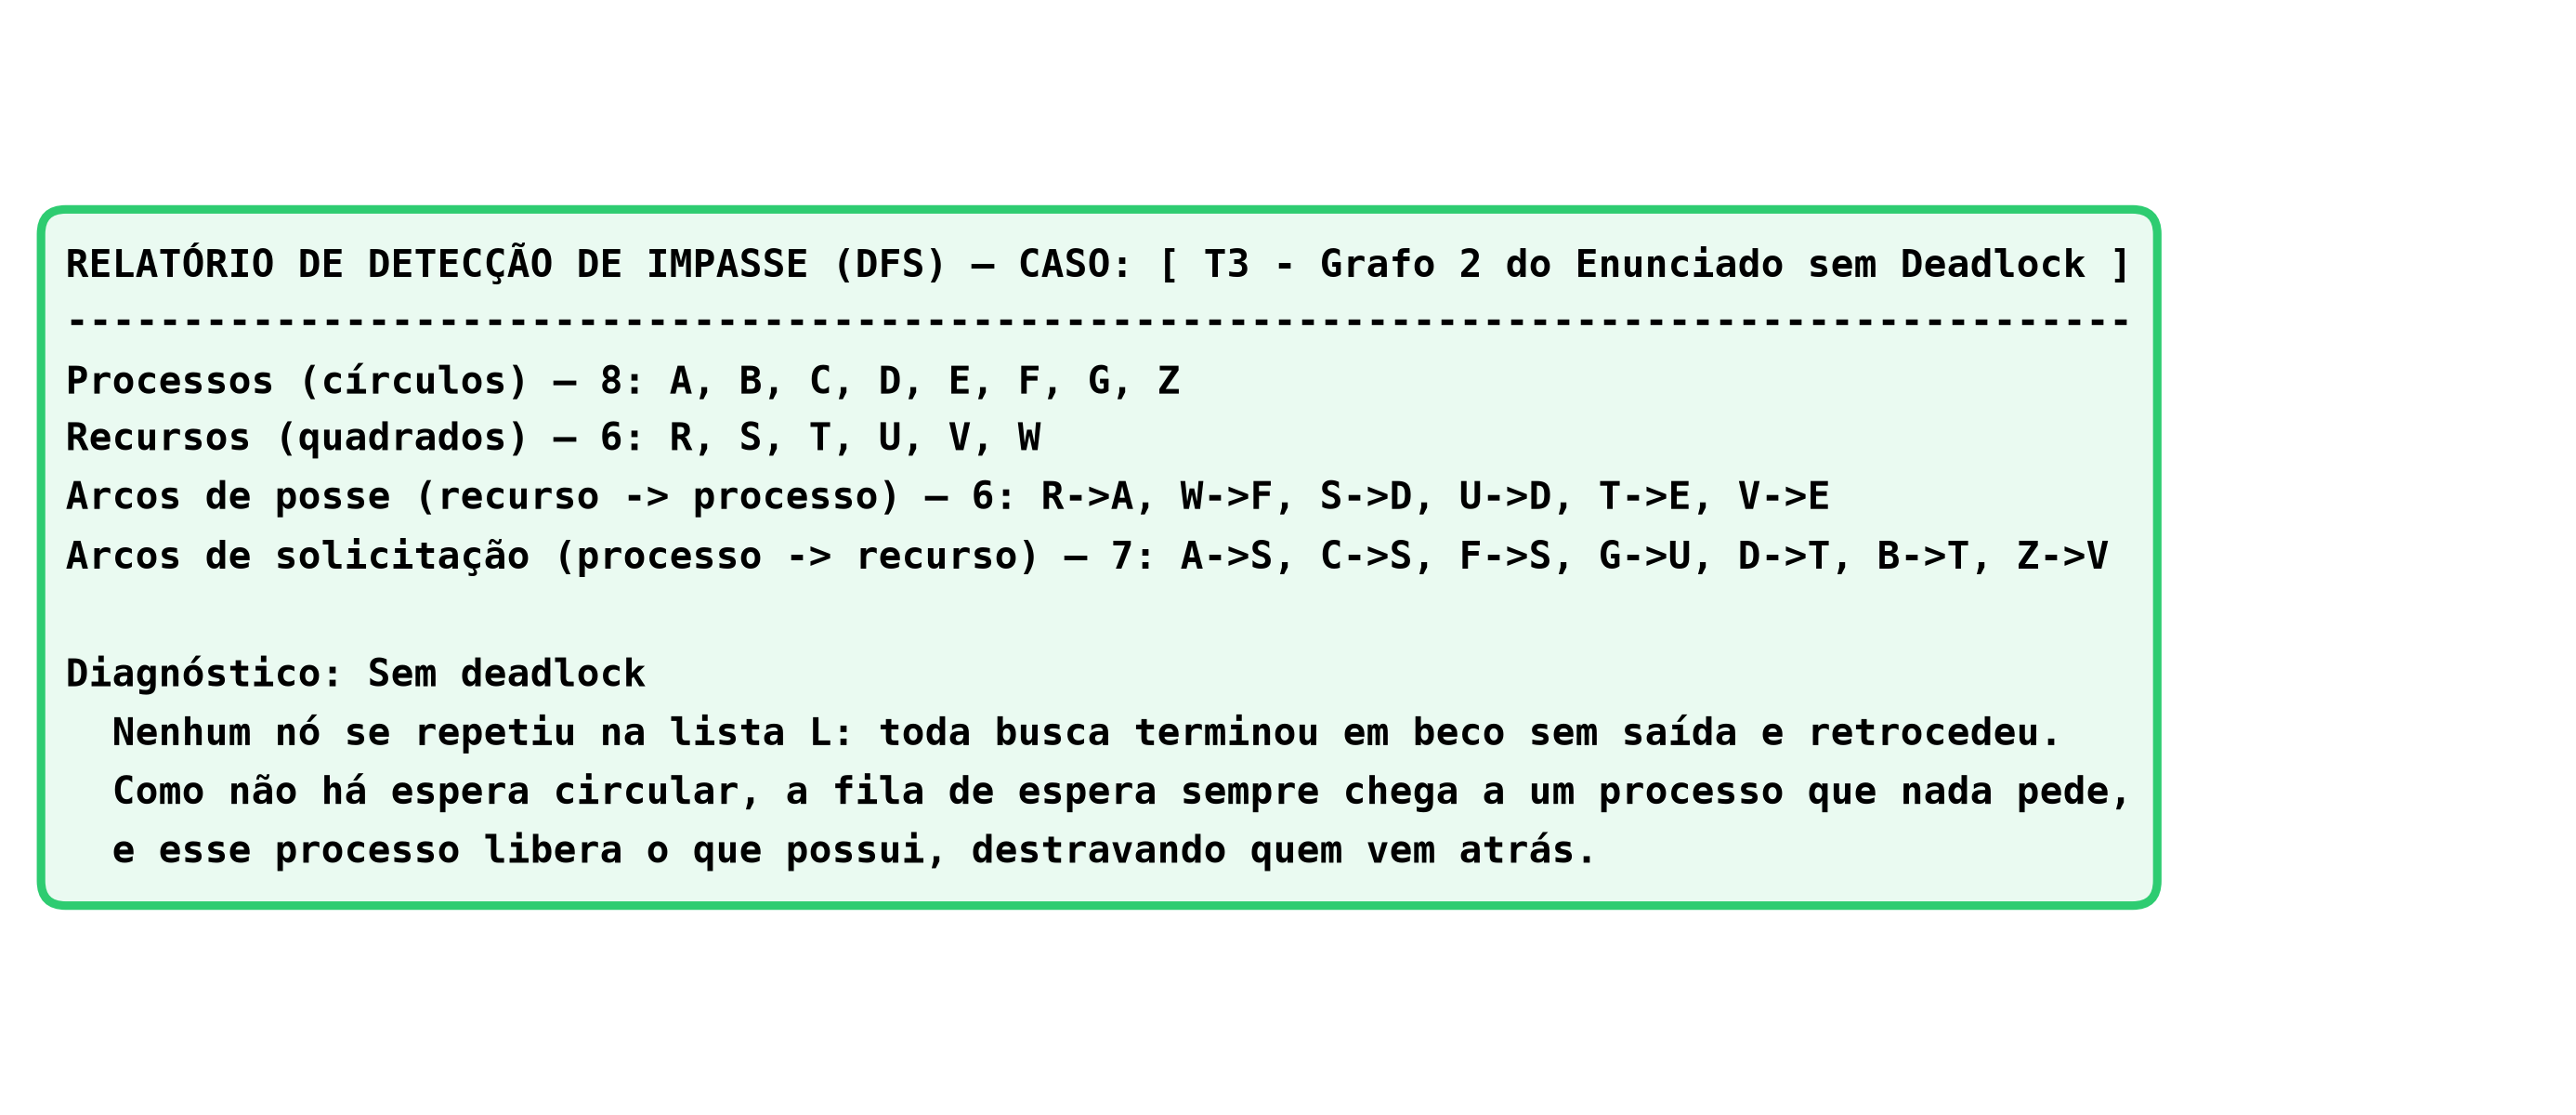 RELATÓRIO DE DETECÇÃO DE IMPASSE (DFS) — CASO: [ T3 - Grafo 2 do Enunciado sem Deadlock ]
--------------------------------------------------------------------------------------------
Processos (círculos) — 8: A, B, C, D, E, F, G, Z
Recursos (quadrados) — 6: R, S, T, U, V, W
Arcos de posse (recurso -> processo) — 6: R->A, W->F, S->D, U->D, T->E, V->E
Arcos de solicitação (processo -> recurso) — 7: A->S, C->S, F->S, G->U, D->T, B->T, Z->V
Diagnóstico: Sem deadlock
Nenhum nó se repetiu na lista L: toda busca terminou em beco sem saída e retrocedeu.
Como não há espera circular, a fila de espera sempre chega a um processo que nada pede,
e esse processo libera o que possui, destravando quem vem atrás.